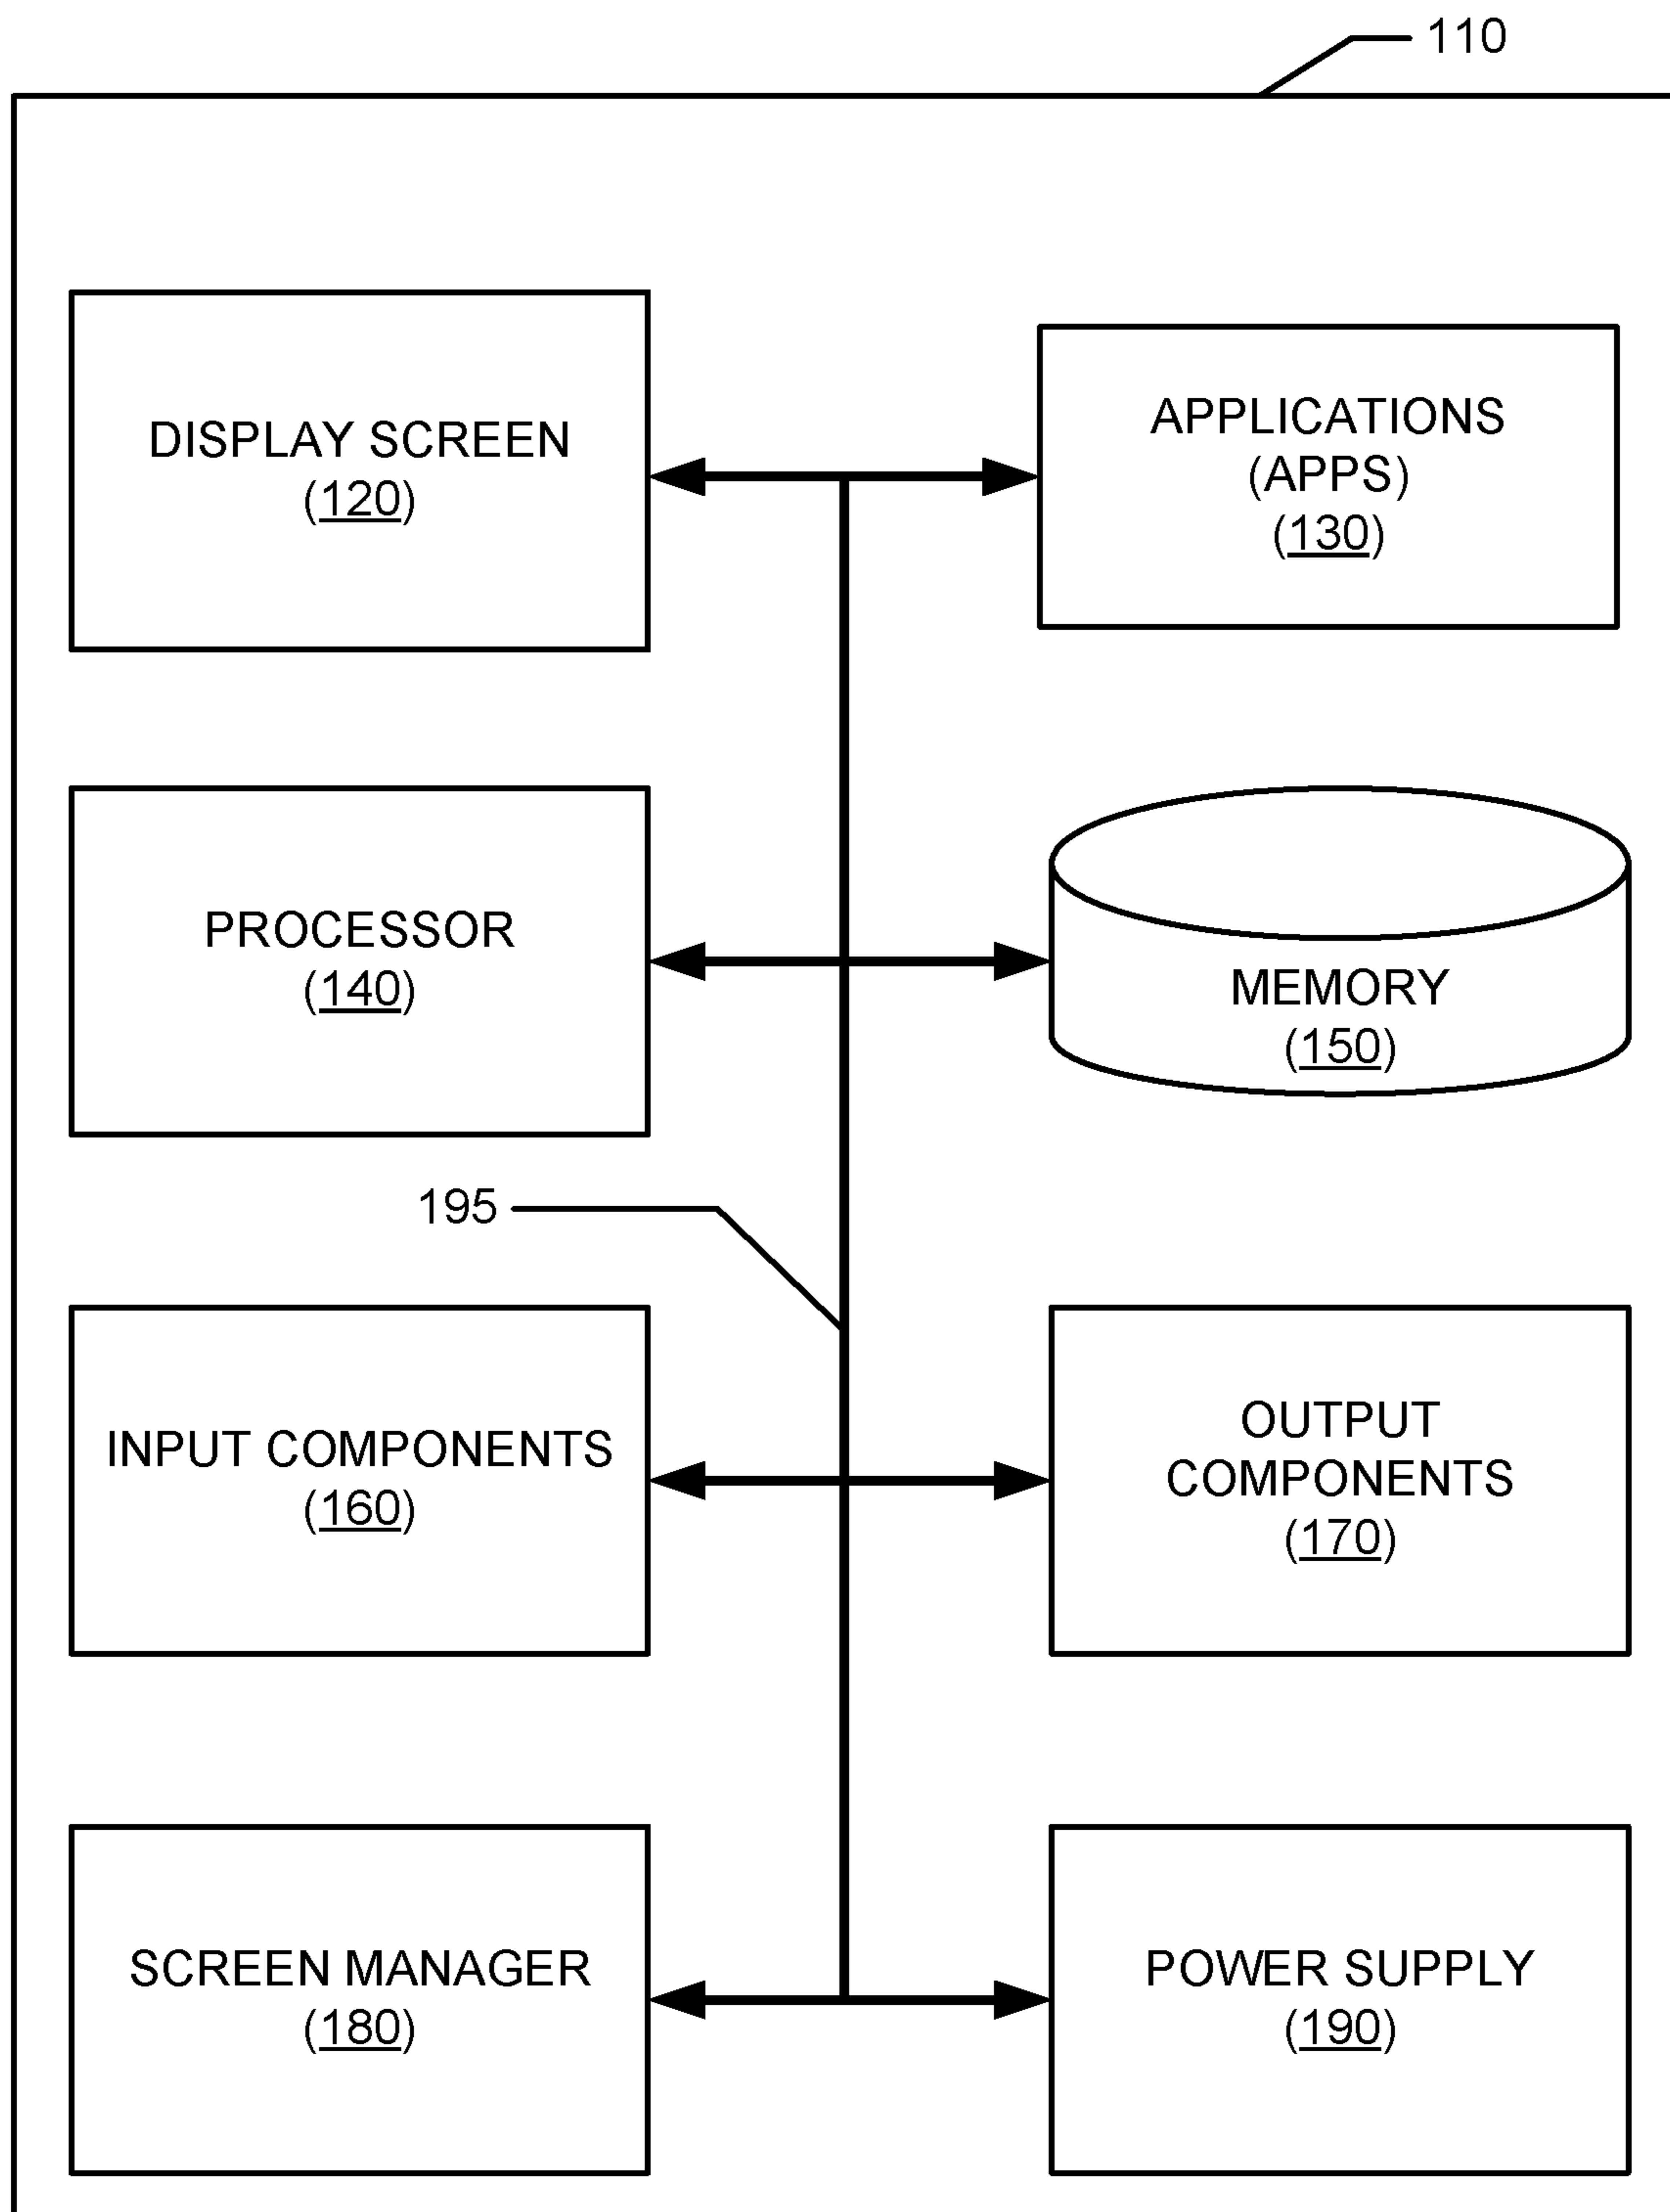 110
DISPLAY SCREEN
(120)
APPLICATIONS
(APPS)
(130)
PROCESSOR
(140)
MEMORY
(150)
195
INPUT COMPONENTS
(160)
OUTPUT
COMPONENTS
(170)
SCREEN MANAGER
(180)
POWER SUPPLY
(190)